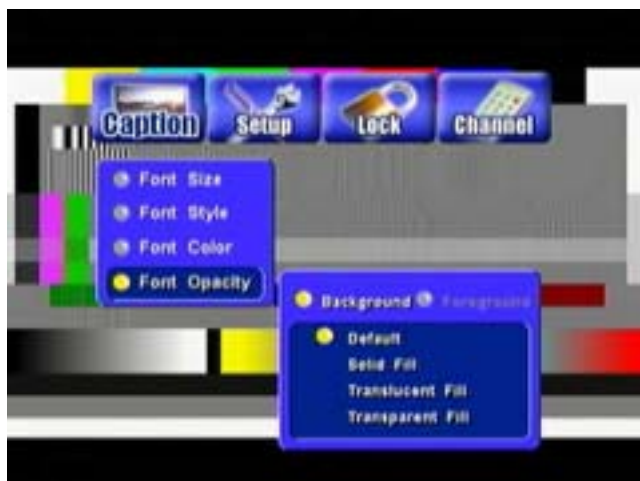 Caption Setup Lock Channel
Font Size
Font Style
Font Color
Font Opacity
Background Foreground
Default
Solid Fill
Translucent Fill
Transparent Fill